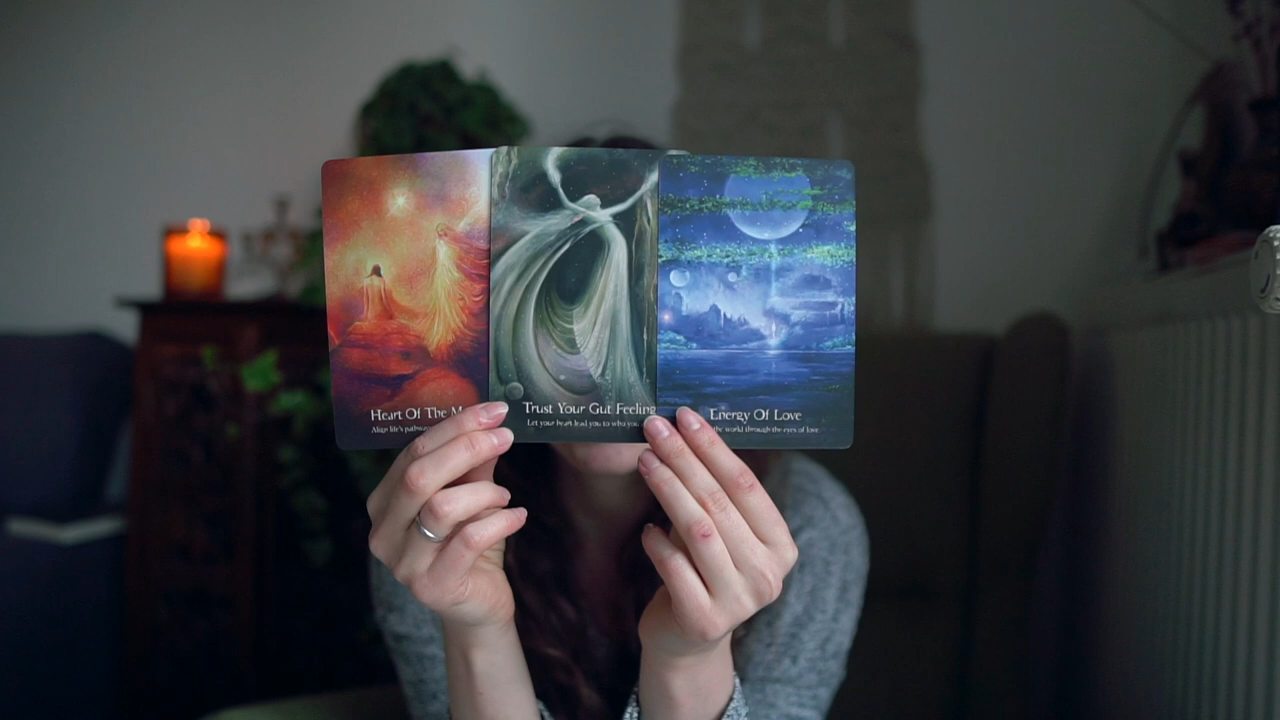 Heart Of The M
Align life's pathway
Trust Your Gut Feeling
Let your heart lead you to who you
Energy Of Love
the world through the eyes of love.